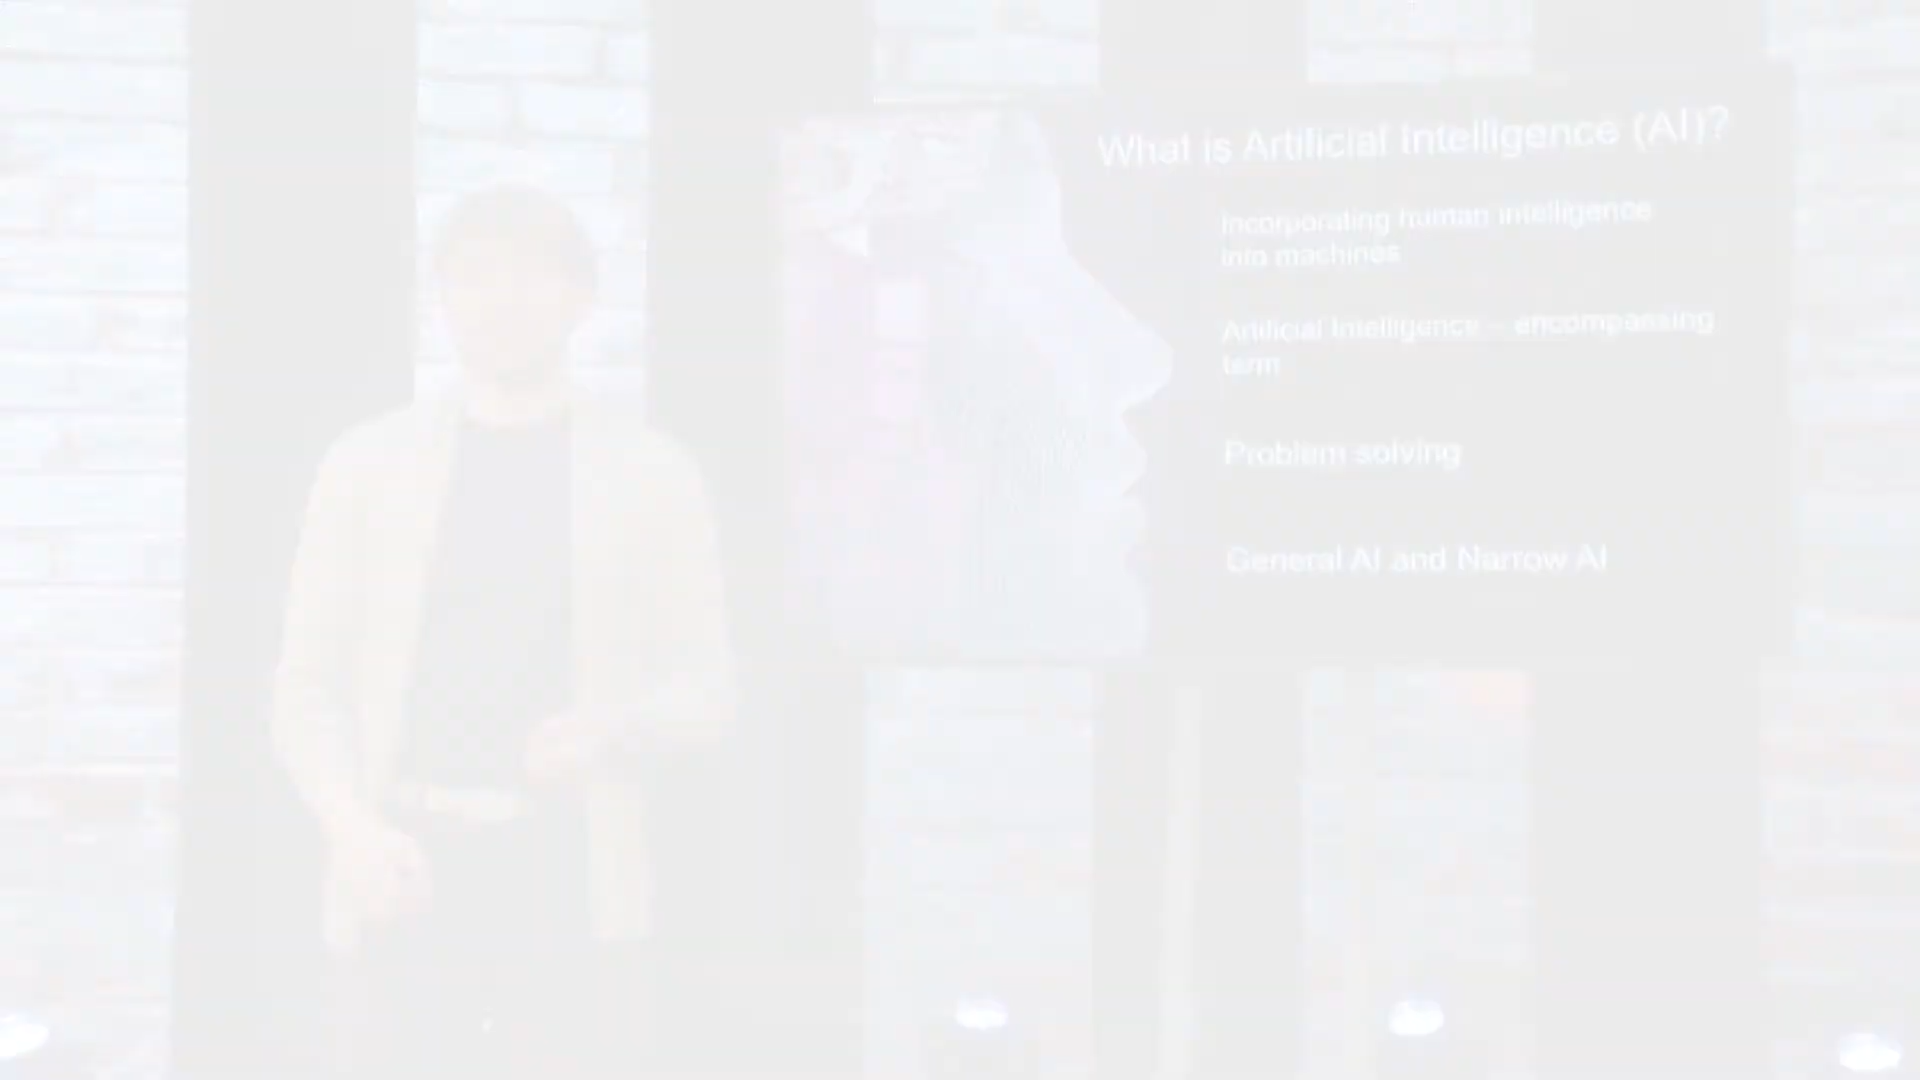 What is Artificial Intelligence (AI)?
Incorporating human intelligence
into machines
Artificial Intelligence – encompassing
term
Problem solving
General AI and Narrow AI